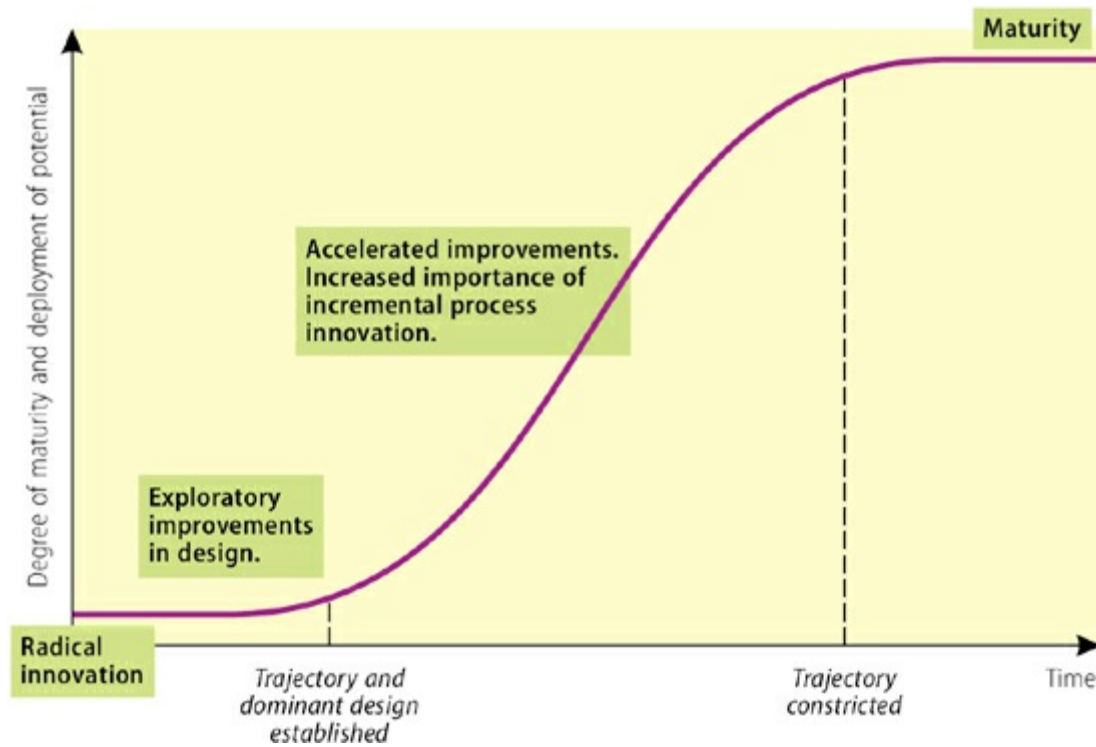 Maturity
Degree of maturity and deployment of potential
Accelerated improvements.
Increased importance of
incremental process
innovation.
Exploratory
improvements
in design.
Radical
innovation
Trajectory and
dominant design
established
Trajectory
constricted
Time